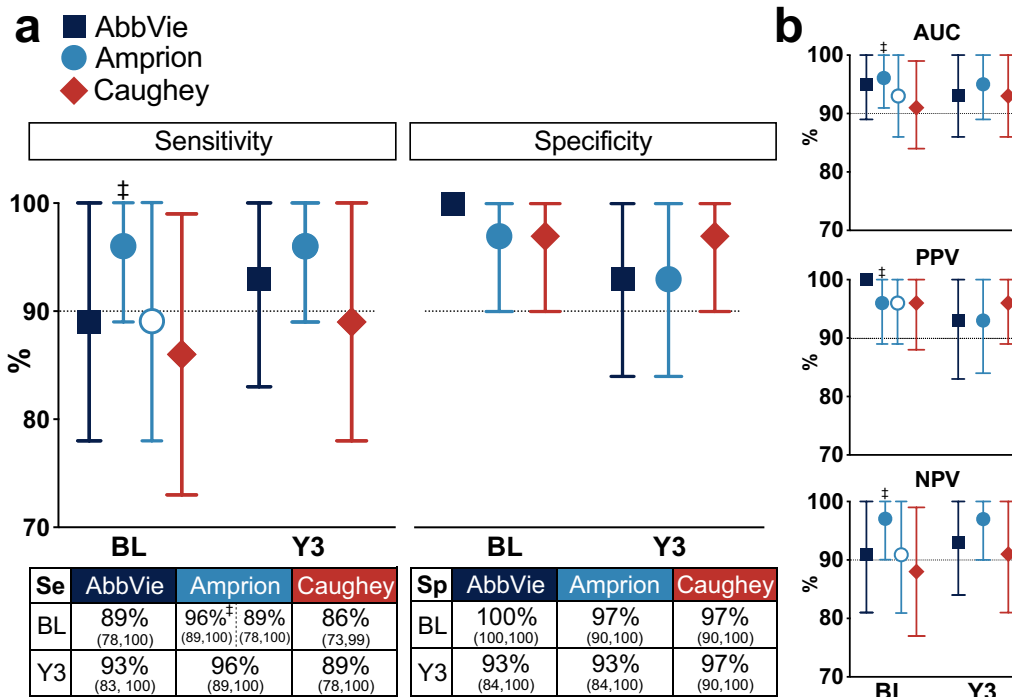 a
AbbVie
Amprion
Caughey
Sensitivity
Specificity
‡
100
90
80
70
%
BL Y3
BL Y3
Se AbbVie Amprion Caughey
BL 89% 96%‡ 89% 86%
(78,100) (89,100) (78,100) (73,99)
Y3 93% 96% 89%
(83, 100) (89,100) (78,100)
Sp AbbVie Amprion Caughey
BL 100% 97% 97%
(100,100) (90,100) (90,100)
Y3 93% 93% 97%
(84,100) (84,100) (90,100)
b
AUC
‡
100
90
80
70
%
PPV
‡
100
90
80
70
%
NPV
‡
100
90
80
70
%
BL Y3